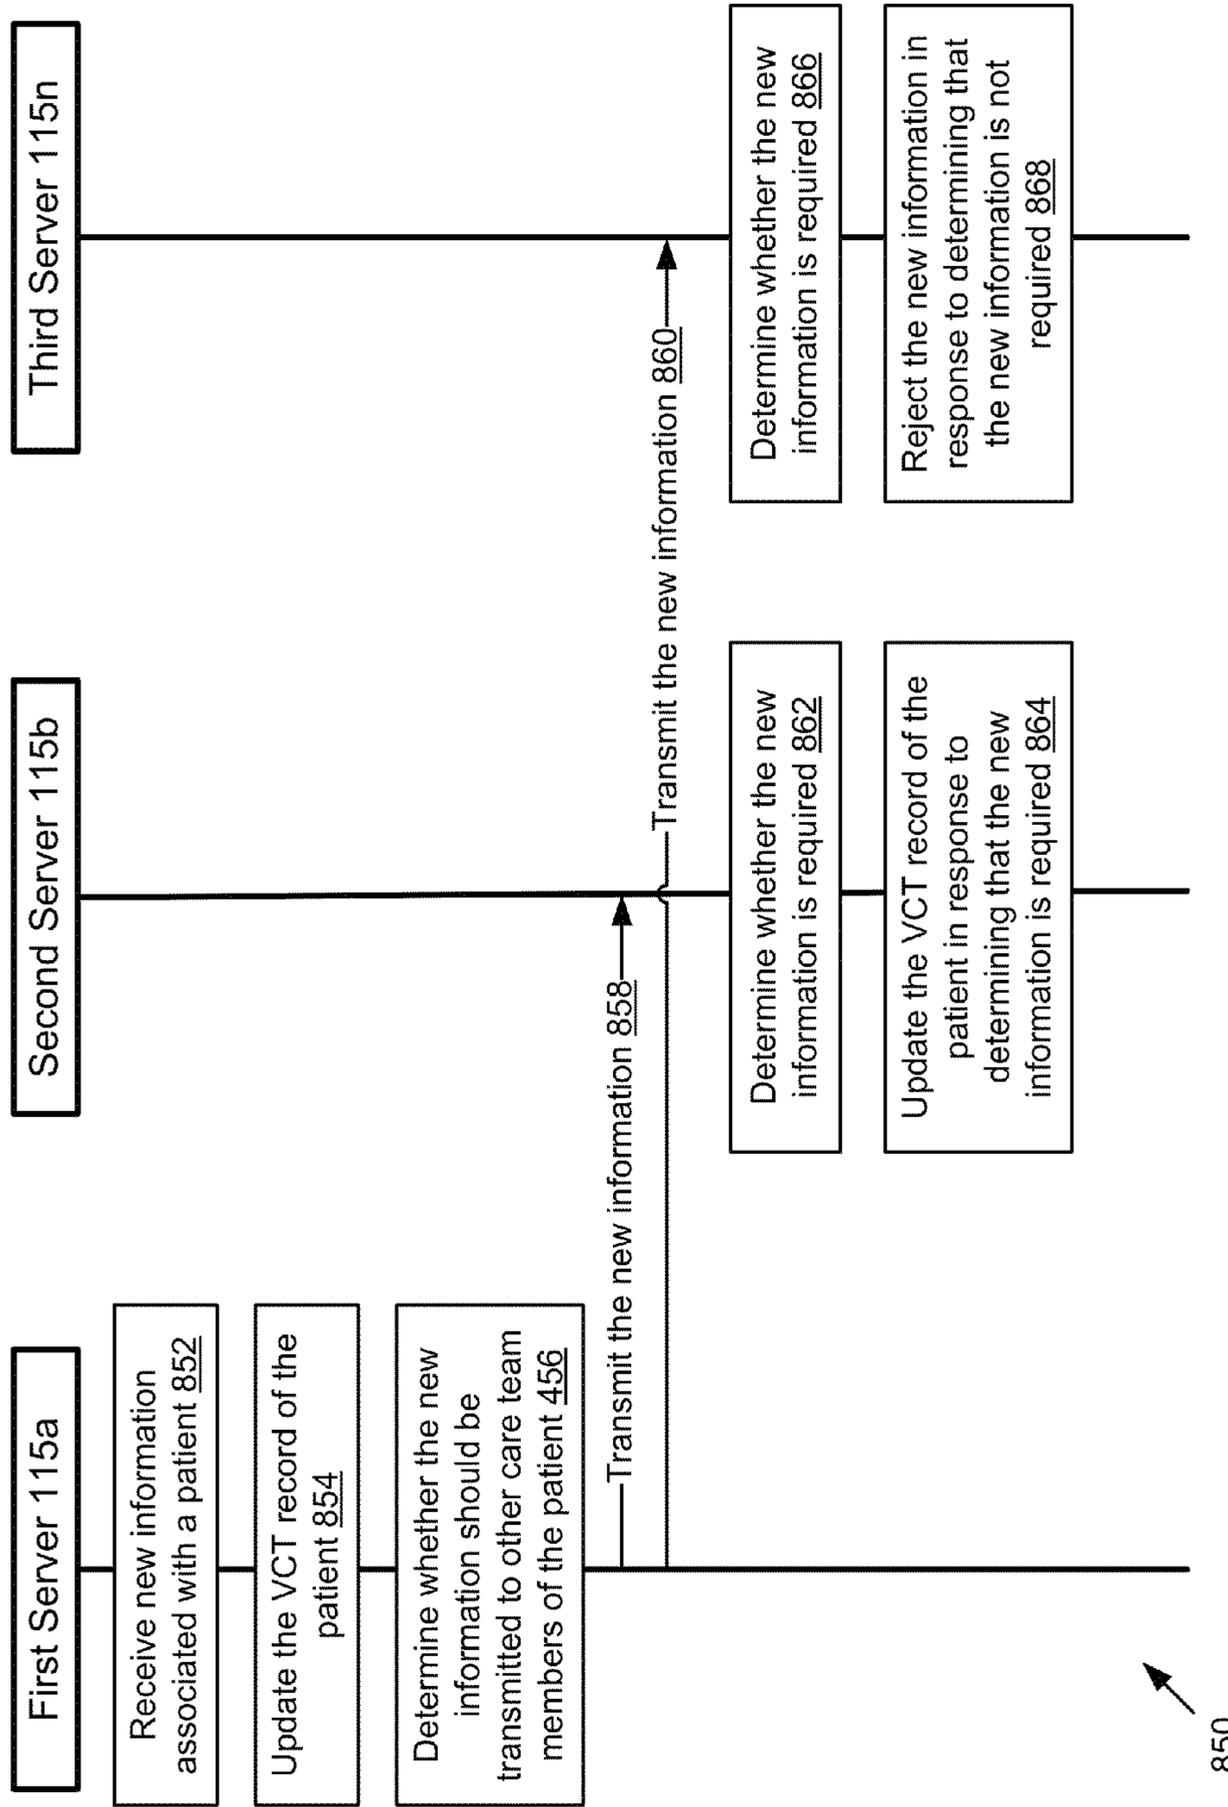 First Server 115a
Second Server 115b
Third Server 115n
Receive new information
associated with a patient 852
Update the VCT record of the
patient 854
Determine whether the new
information should be
transmitted to other care team
members of the patient 456
Transmit the new information 858
Transmit the new information 860
Determine whether the new
information is required 862
Determine whether the new
information is required 866
Update the VCT record of the
patient in response to
determining that the new
information is required 864
Reject the new information in
response to determining that
the new information is not
required 868
850